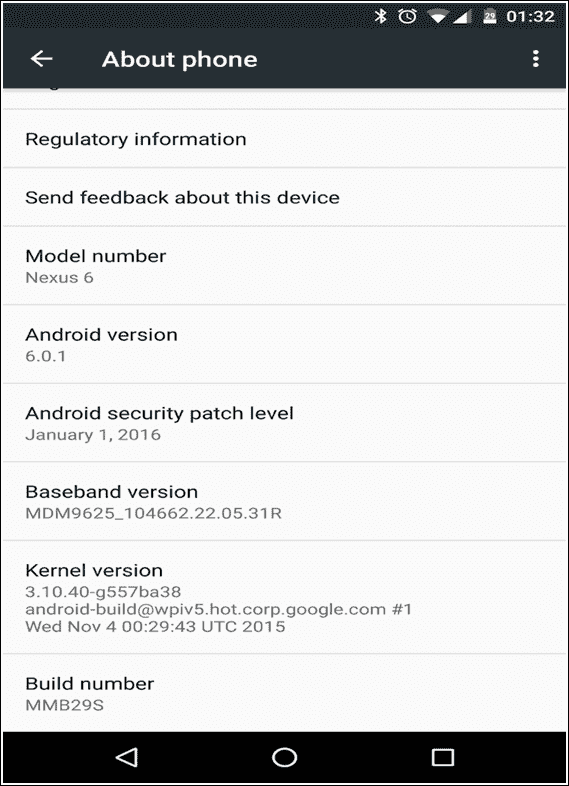 29 01:32
About phone
Regulatory information
Send feedback about this device
Model number
Nexus 6
Android version
6.0.1
Android security patch level
January 1, 2016
Baseband version
MDM9625_104662.22.05.31R
Kernel version
3.10.40-g557ba38
android-build@wpiv5.hot.corp.google.com #1
Wed Nov 4 00:29:43 UTC 2015
Build number
MMB29S